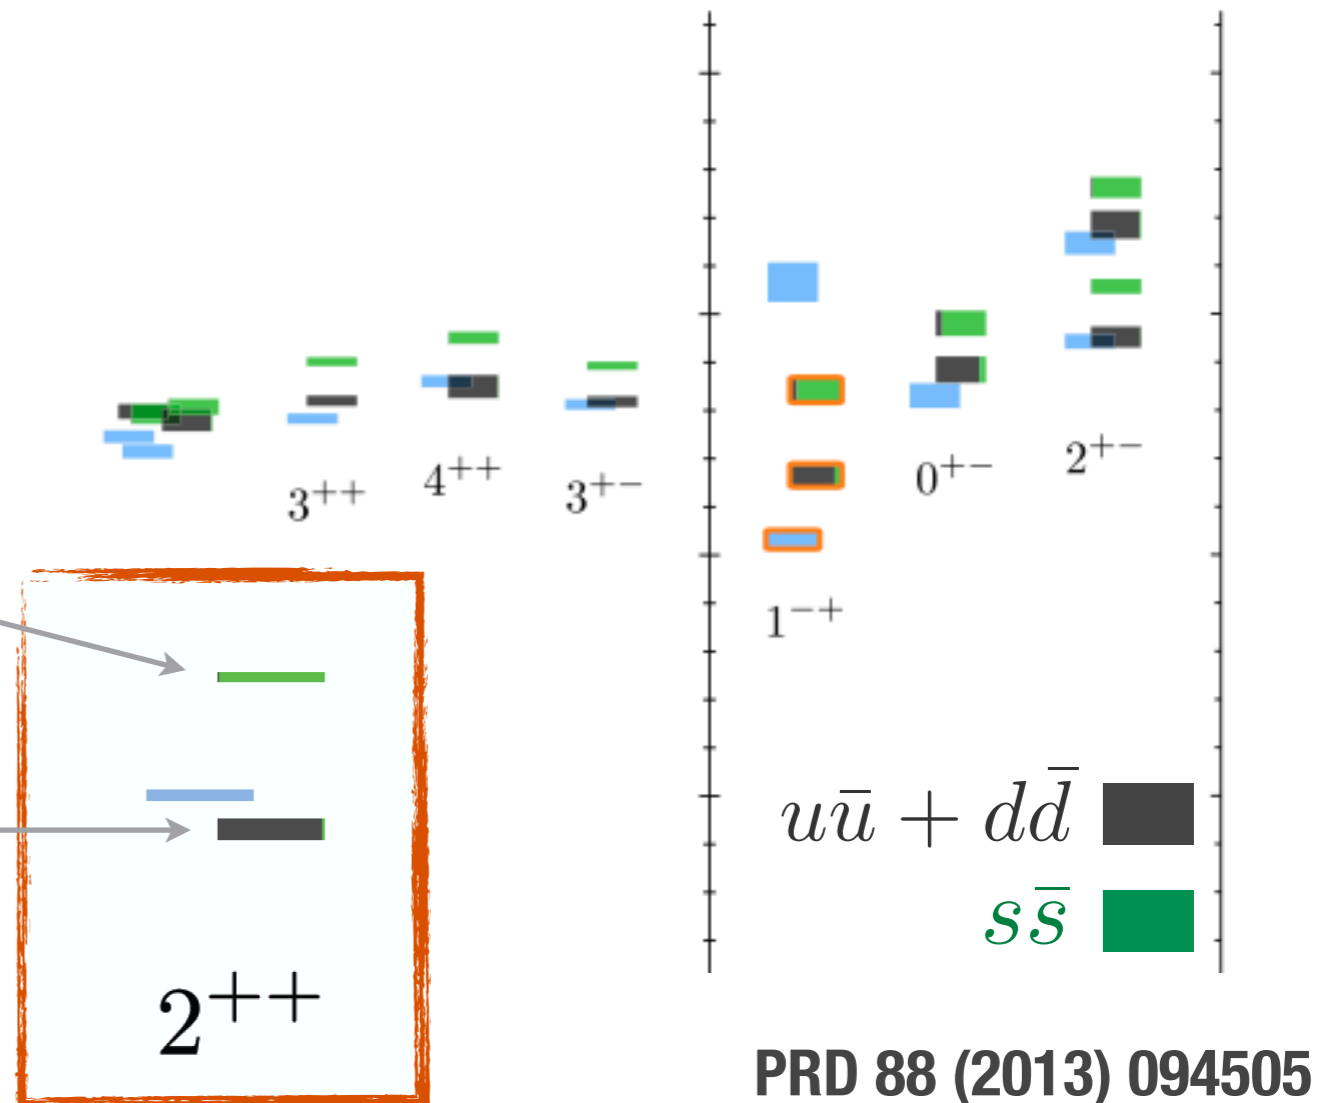 3⁺⁺
4⁺⁺
3⁺⁻
1⁻⁺
0⁺⁻
2⁺⁻
2⁺⁺
uū + dd̄
ss̄
PRD 88 (2013) 094505